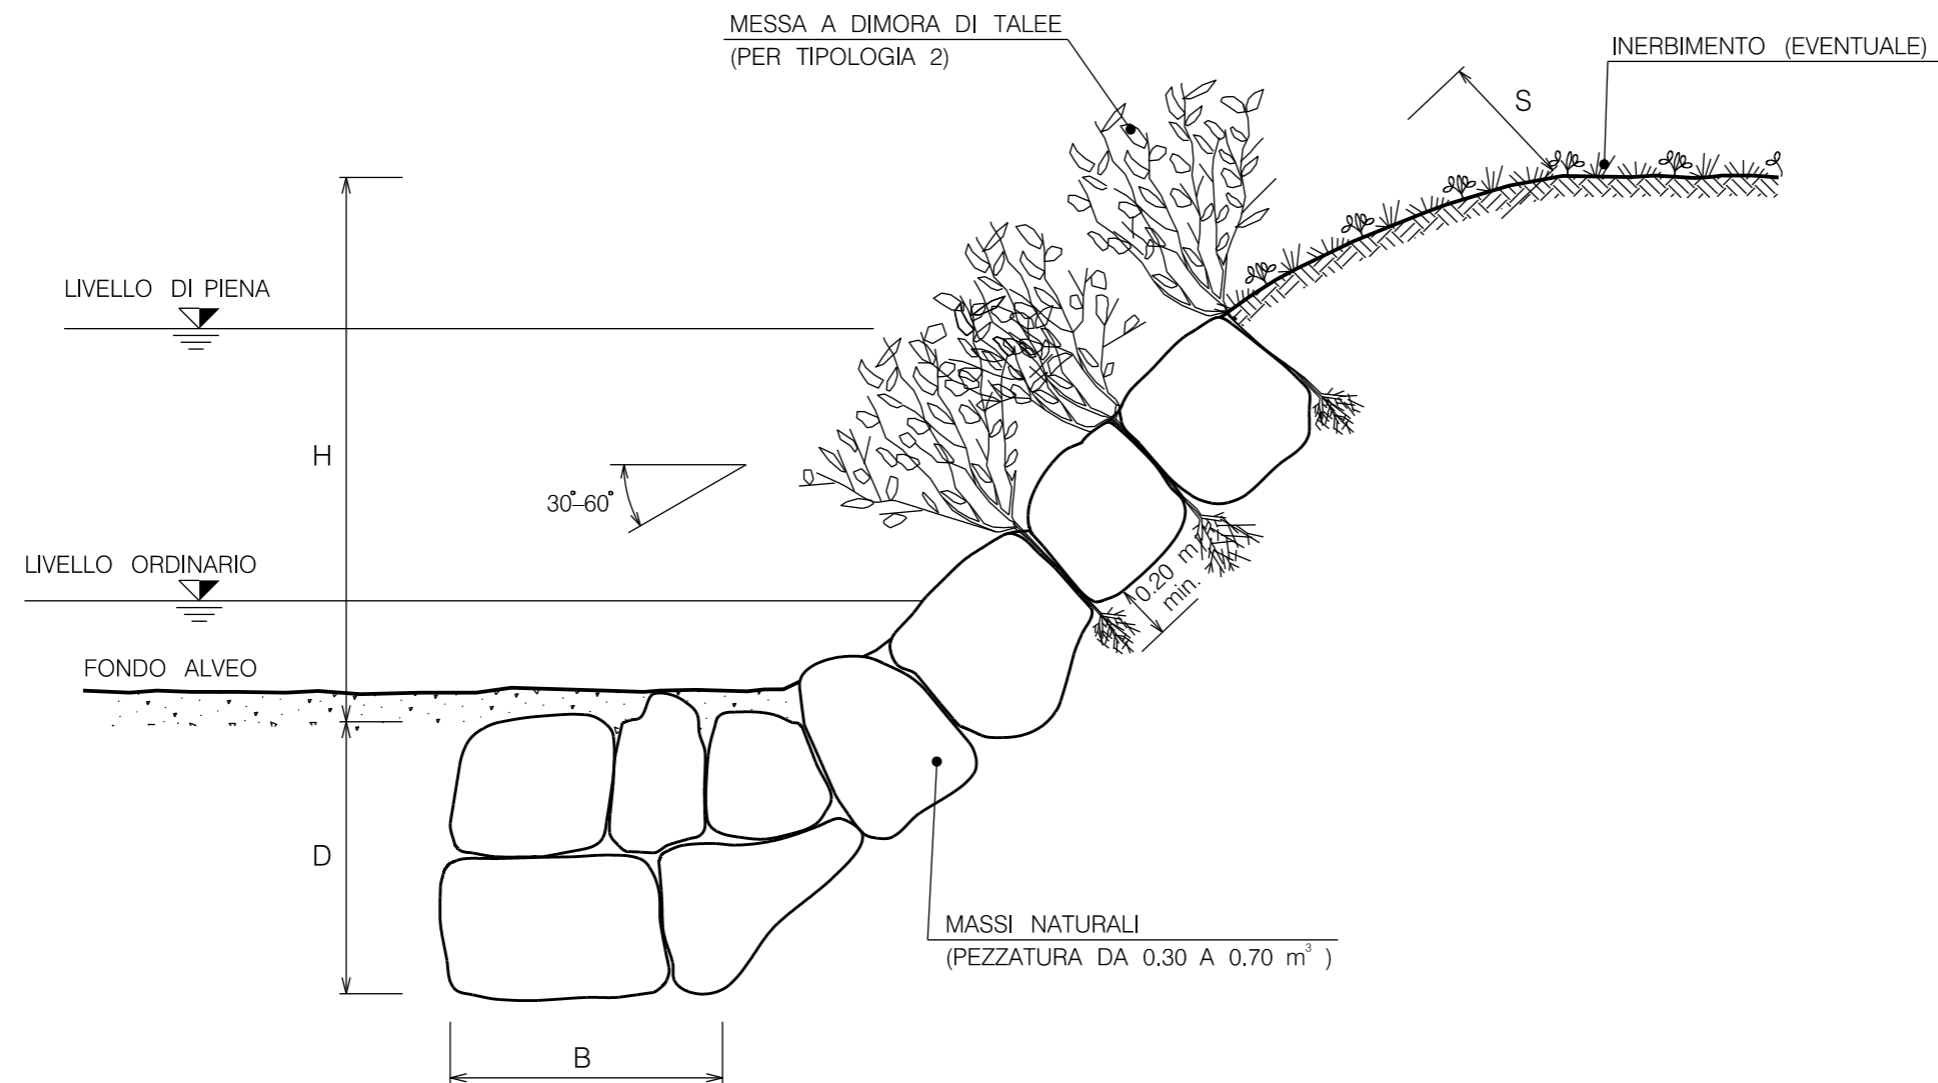 MESSA A DIMORA DI TALEE
(PER TIPOLOGIA 2)
INERBIMENTO (EVENTUALE)
S
LIVELLO DI PIENA
H
30°–60°
LIVELLO ORDINARIO
0.20 m
min.
FONDO ALVEO
D
MASSI NATURALI
(PEZZATURA DA 0.30 A 0.70 m³ )
B